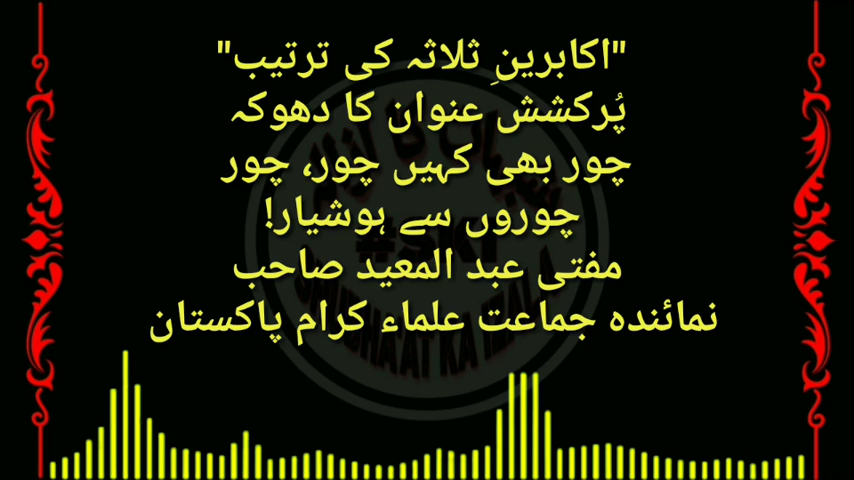 "اکابرینِ ثلاثہ کی ترتیب"
پُرکشش عنوان کا دھوکہ
چور بھی کہیں چور، چور
چوروں سے ہوشیار!
مفتی عبد المعید صاحب
نمائندہ جماعت علماء کرام پاکستان